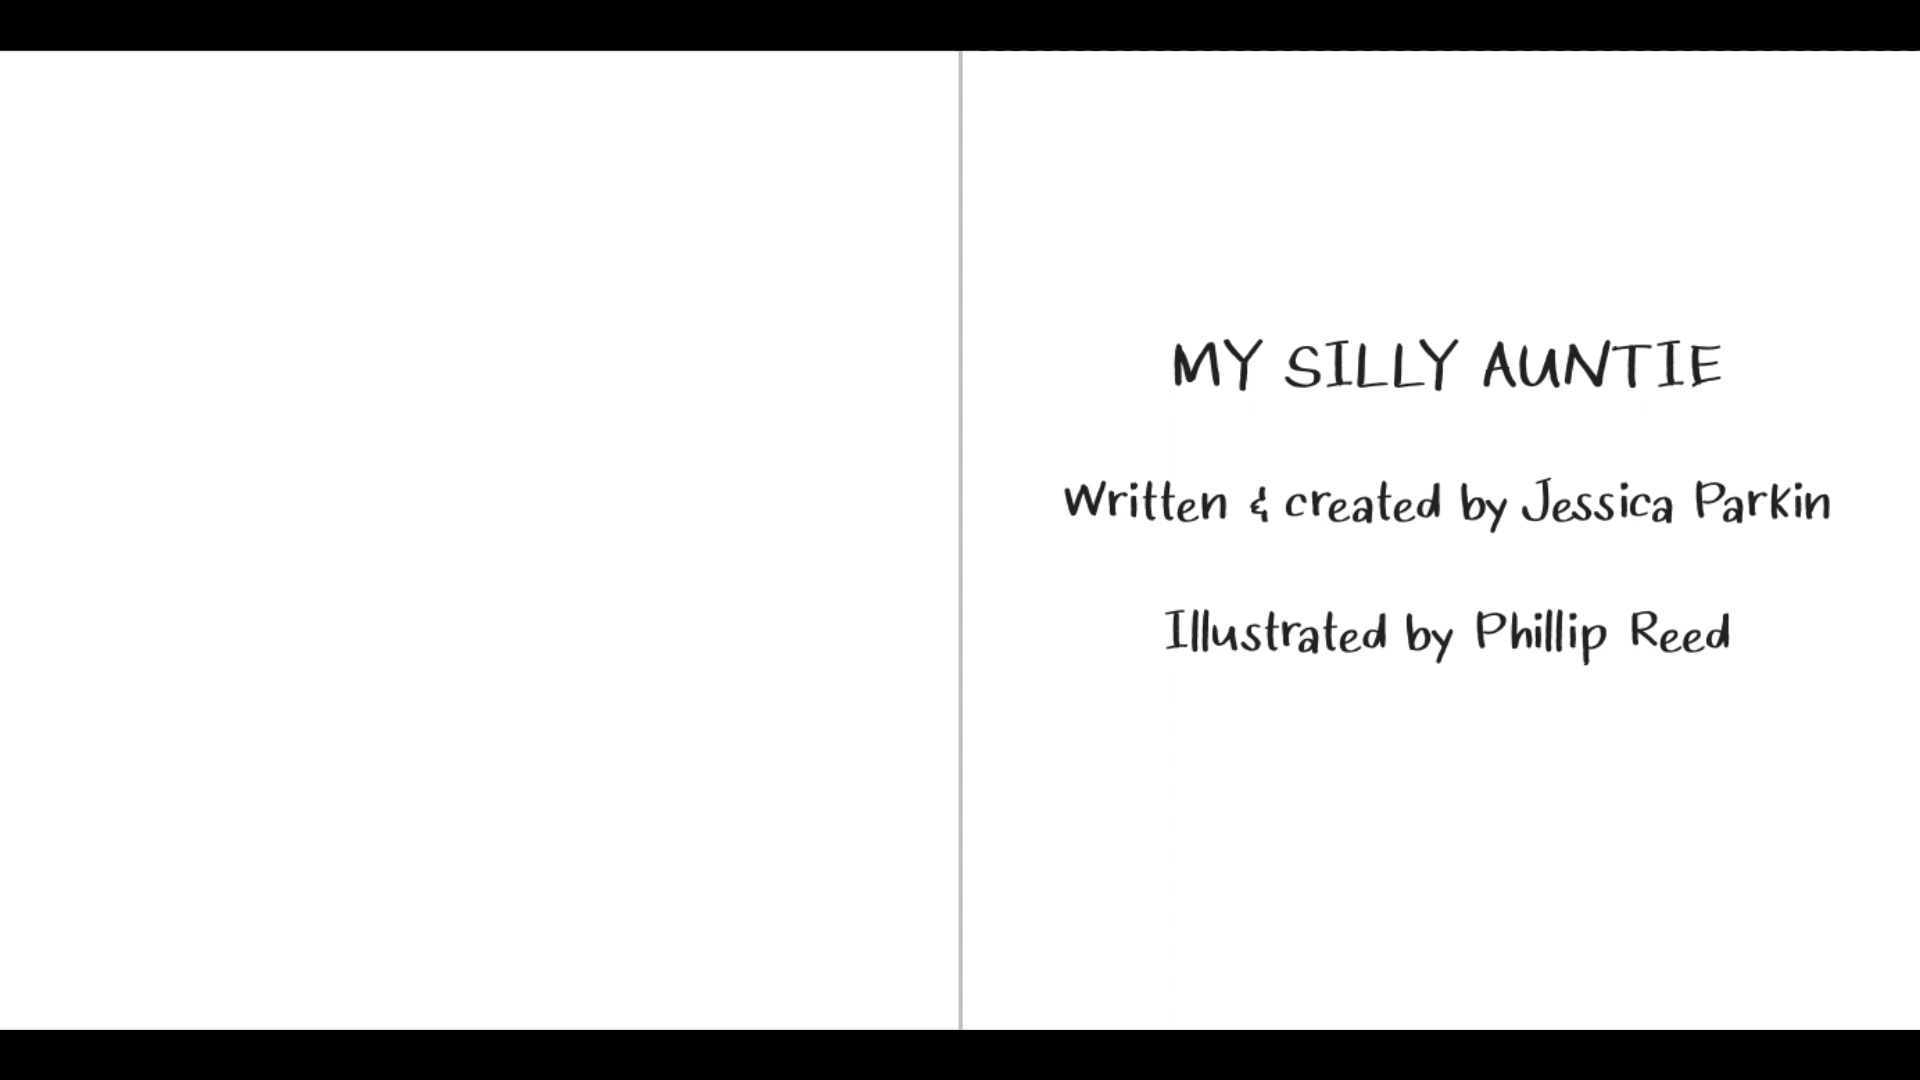 MY SILLY AUNTIE
Written & created by Jessica Parkin
Illustrated by Phillip Reed